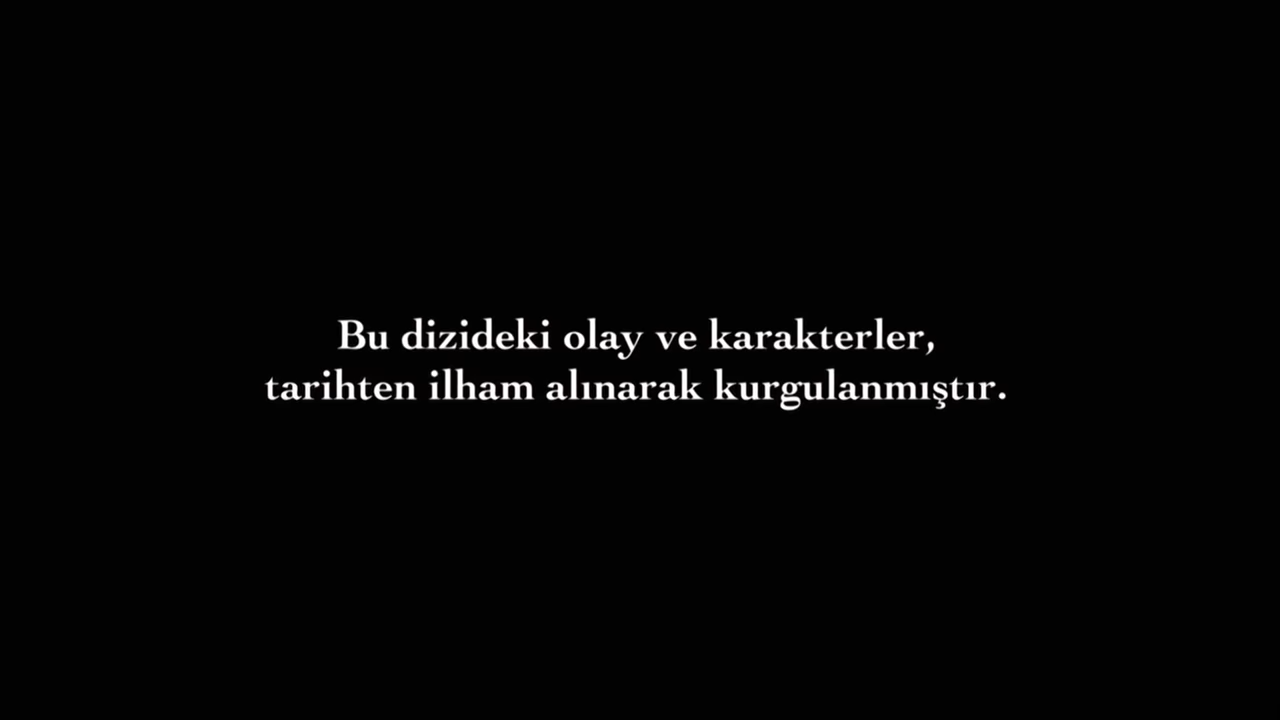 Bu dizideki olay ve karakterler,
tarihten ilham alınarak kurgulanmıştır.